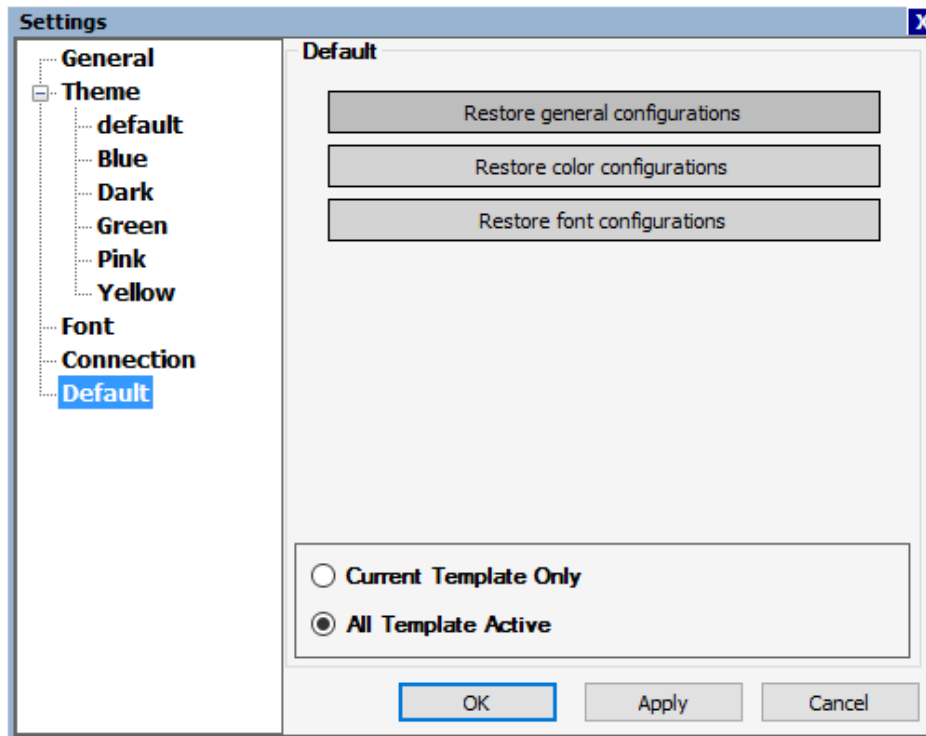 Settings
X
General
Theme
default
Blue
Dark
Green
Pink
Yellow
Font
Connection
Default
Default
Restore general configurations
Restore color configurations
Restore font configurations
Current Template Only
All Template Active
OK
Apply
Cancel